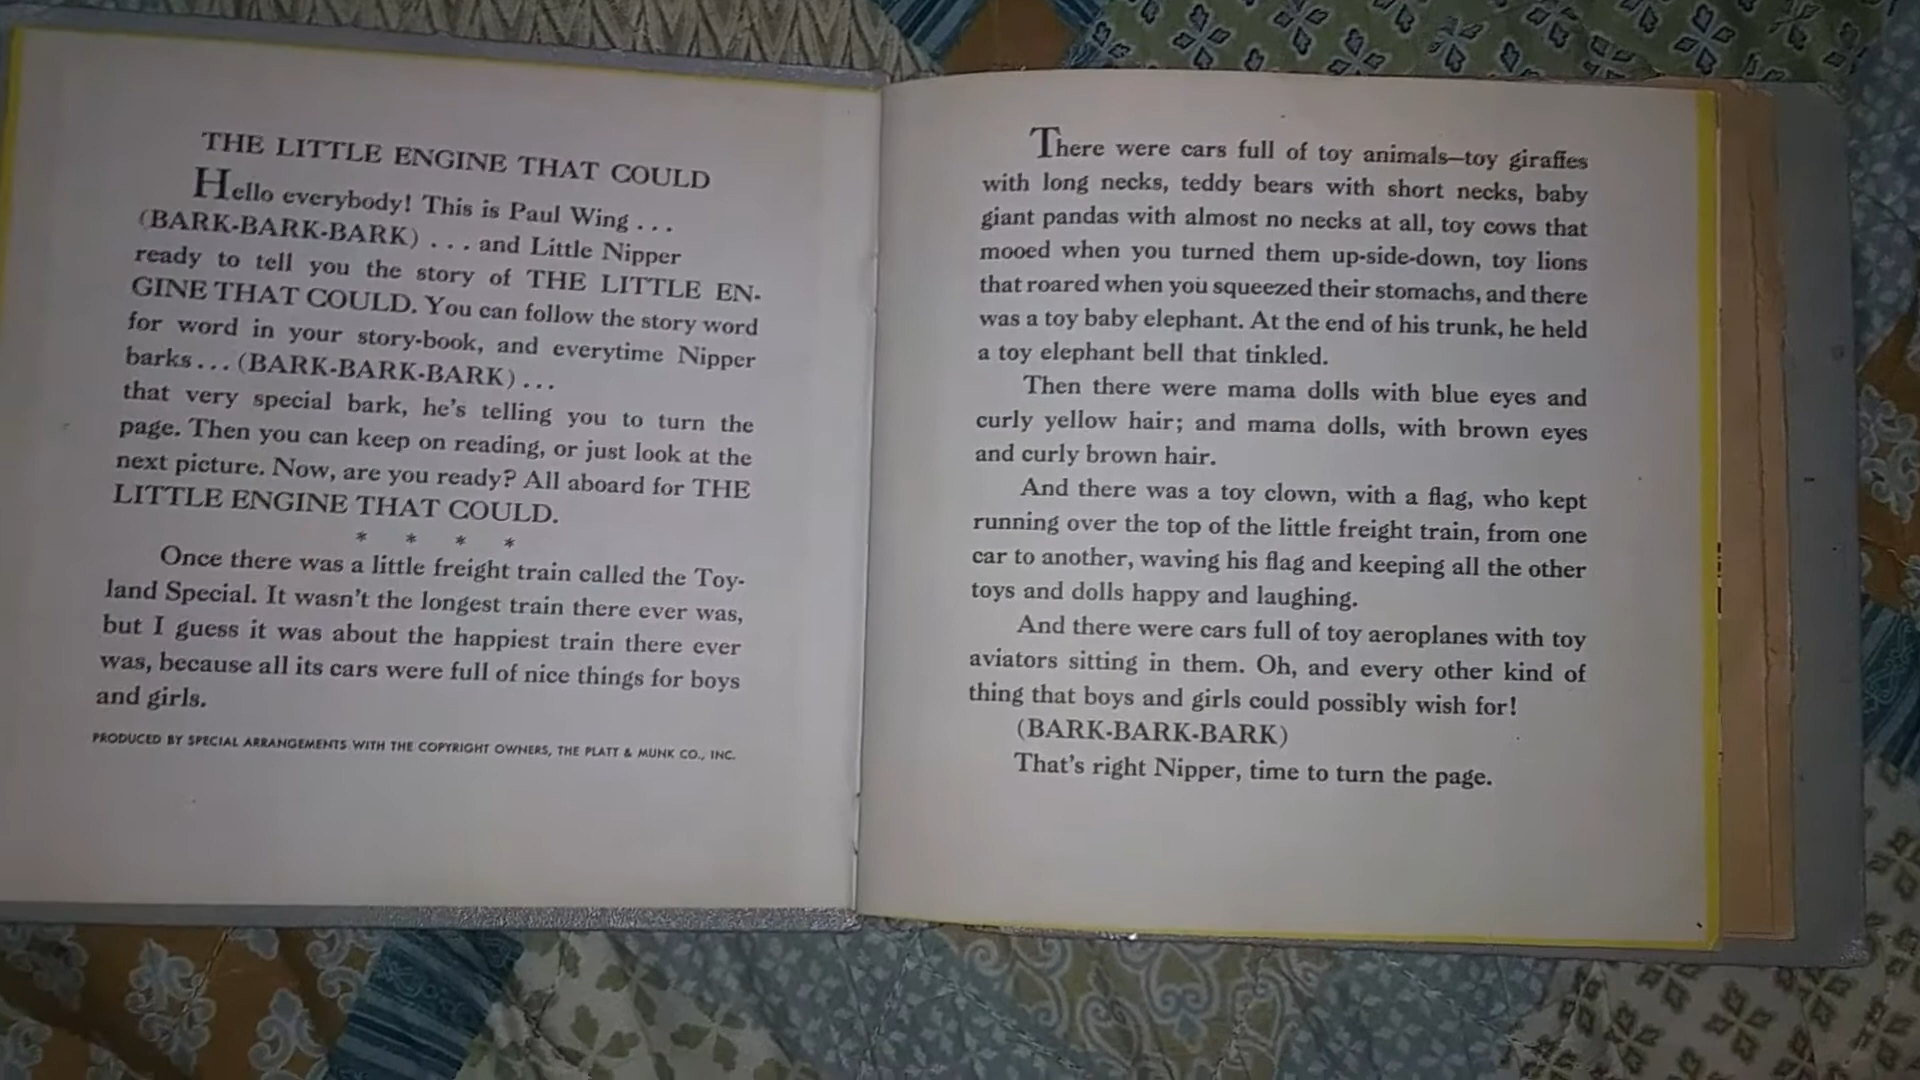 THE LITTLE ENGINE THAT COULD
Hello everybody! This is Paul Wing . . .
(BARK-BARK-BARK) . . . and Little Nipper
ready to tell you the story of THE LITTLE EN-
GINE THAT COULD. You can follow the story word
for word in your story-book, and everytime Nipper
barks . . . (BARK-BARK-BARK) . . .
that very special bark, he's telling you to turn the
page. Then you can keep on reading, or just look at the
next picture. Now, are you ready? All aboard for THE
LITTLE ENGINE THAT COULD.
* * * *
Once there was a little freight train called the Toy-
land Special. It wasn't the longest train there ever was,
but I guess it was about the happiest train there ever
was, because all its cars were full of nice things for boys
and girls.
PRODUCED BY SPECIAL ARRANGEMENTS WITH THE COPYRIGHT OWNERS, THE PLATT & MUNK CO., INC.
There were cars full of toy animals—toy giraffes
with long necks, teddy bears with short necks, baby
giant pandas with almost no necks at all, toy cows that
mooed when you turned them up-side-down, toy lions
that roared when you squeezed their stomachs, and there
was a toy baby elephant. At the end of his trunk, he held
a toy elephant bell that tinkled.
Then there were mama dolls with blue eyes and
curly yellow hair; and mama dolls, with brown eyes
and curly brown hair.
And there was a toy clown, with a flag, who kept
running over the top of the little freight train, from one
car to another, waving his flag and keeping all the other
toys and dolls happy and laughing.
And there were cars full of toy aeroplanes with toy
aviators sitting in them. Oh, and every other kind of
thing that boys and girls could possibly wish for!
(BARK-BARK-BARK)
That's right Nipper, time to turn the page.